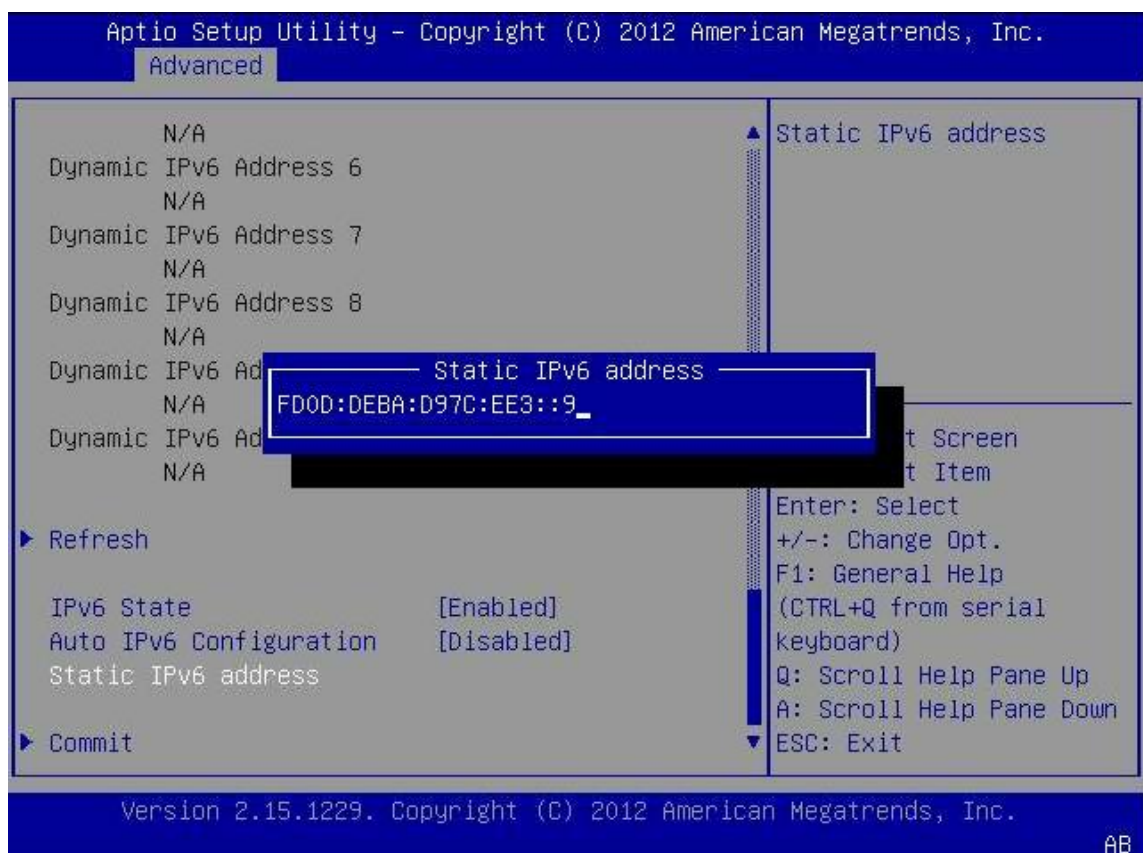 Aptio Setup Utility – Copyright (C) 2012 American Megatrends, Inc.
Advanced
N/A
Dynamic IPv6 Address 6
N/A
Dynamic IPv6 Address 7
N/A
Dynamic IPv6 Address 8
N/A
Dynamic IPv6 Ad
N/A
Dynamic IPv6 Ad
N/A
Refresh
IPv6 State [Enabled]
Auto IPv6 Configuration [Disabled]
Static IPv6 address
Commit
Static IPv6 address
FD0D:DEBA:D97C:EE3::9_
Static IPv6 address
t Screen
t Item
Enter: Select
+/-: Change Opt.
F1: General Help
(CTRL+Q from serial
keyboard)
Q: Scroll Help Pane Up
A: Scroll Help Pane Down
ESC: Exit
Version 2.15.1229. Copyright (C) 2012 American Megatrends, Inc.
AB